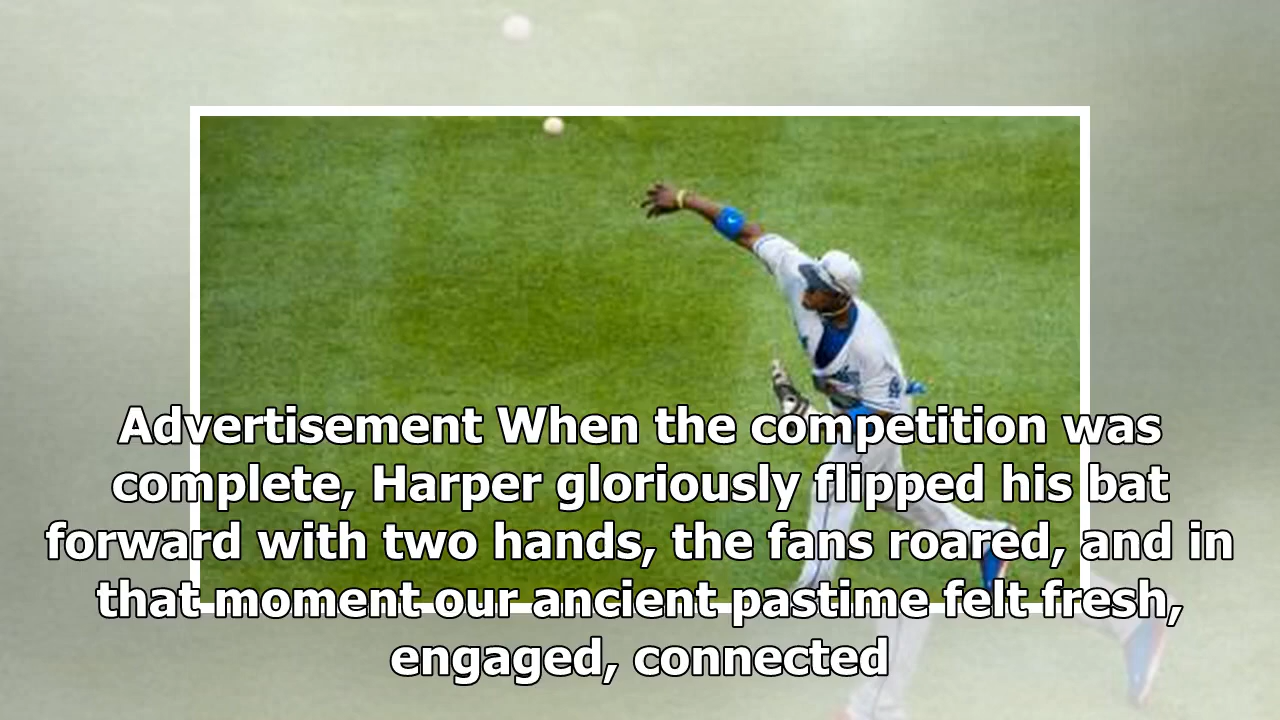 Advertisement When the competition was
complete, Harper gloriously flipped his bat
forward with two hands, the fans roared, and in
that moment our ancient pastime felt fresh,
engaged, connected